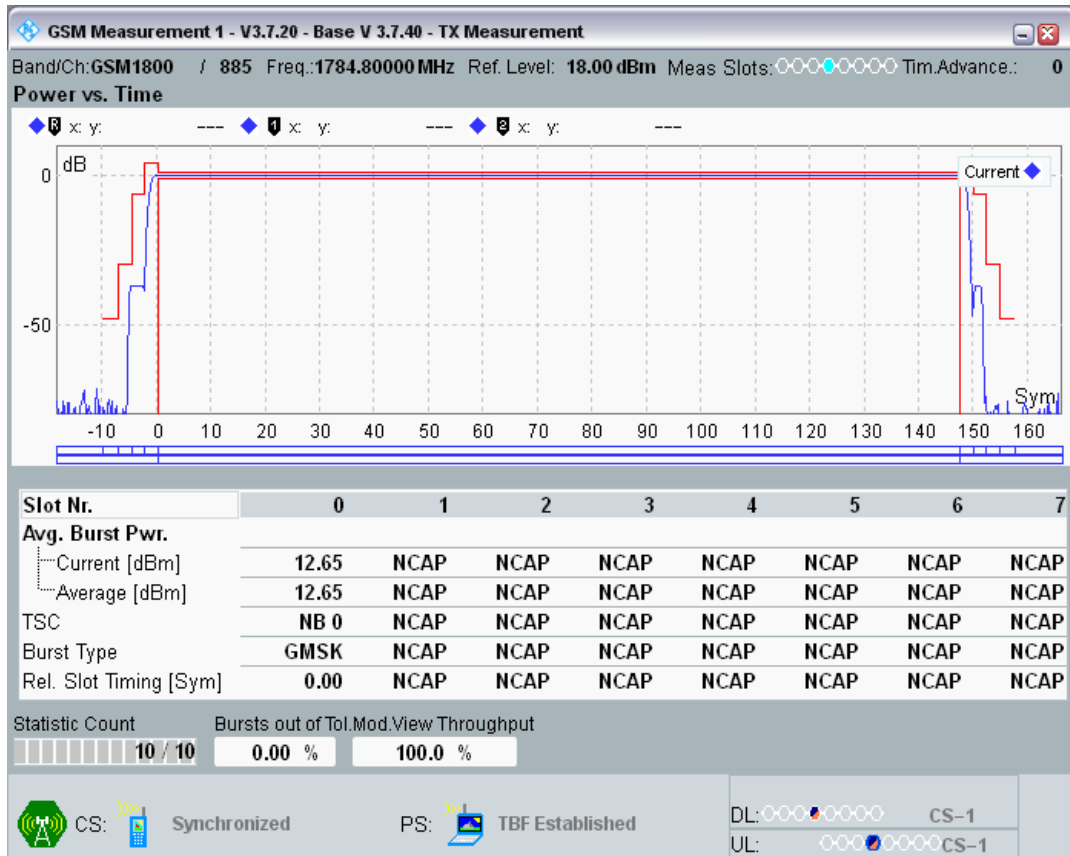 GSM Measurement 1 - V3.7.20 - Base V 3.7.40 - TX Measurement
Band/Ch:GSM1800 / 885 Freq.:1784.80000 MHz Ref. Level: 18.00 dBm Meas Slots: Tim.Advance.: 0
Power vs. Time
R x: y: --- 1 x: y: --- 2 x: y: ---
dB
Current
0
-50
Sym
-10 0 10 20 30 40 50 60 70 80 90 100 110 120 130 140 150 160
Slot Nr. 0 1 2 3 4 5 6 7
Avg. Burst Pwr.
Current [dBm] 12.65 NCAP NCAP NCAP NCAP NCAP NCAP NCAP
Average [dBm] 12.65 NCAP NCAP NCAP NCAP NCAP NCAP NCAP
TSC NB 0 NCAP NCAP NCAP NCAP NCAP NCAP NCAP
Burst Type GMSK NCAP NCAP NCAP NCAP NCAP NCAP NCAP
Rel. Slot Timing [Sym] 0.00 NCAP NCAP NCAP NCAP NCAP NCAP NCAP
Statistic Count Bursts out of Tol.Mod.View Throughput
10 / 10 0.00 % 100.0 %
CS: Synchronized PS: TBF Established
DL: CS-1
UL: CS-1